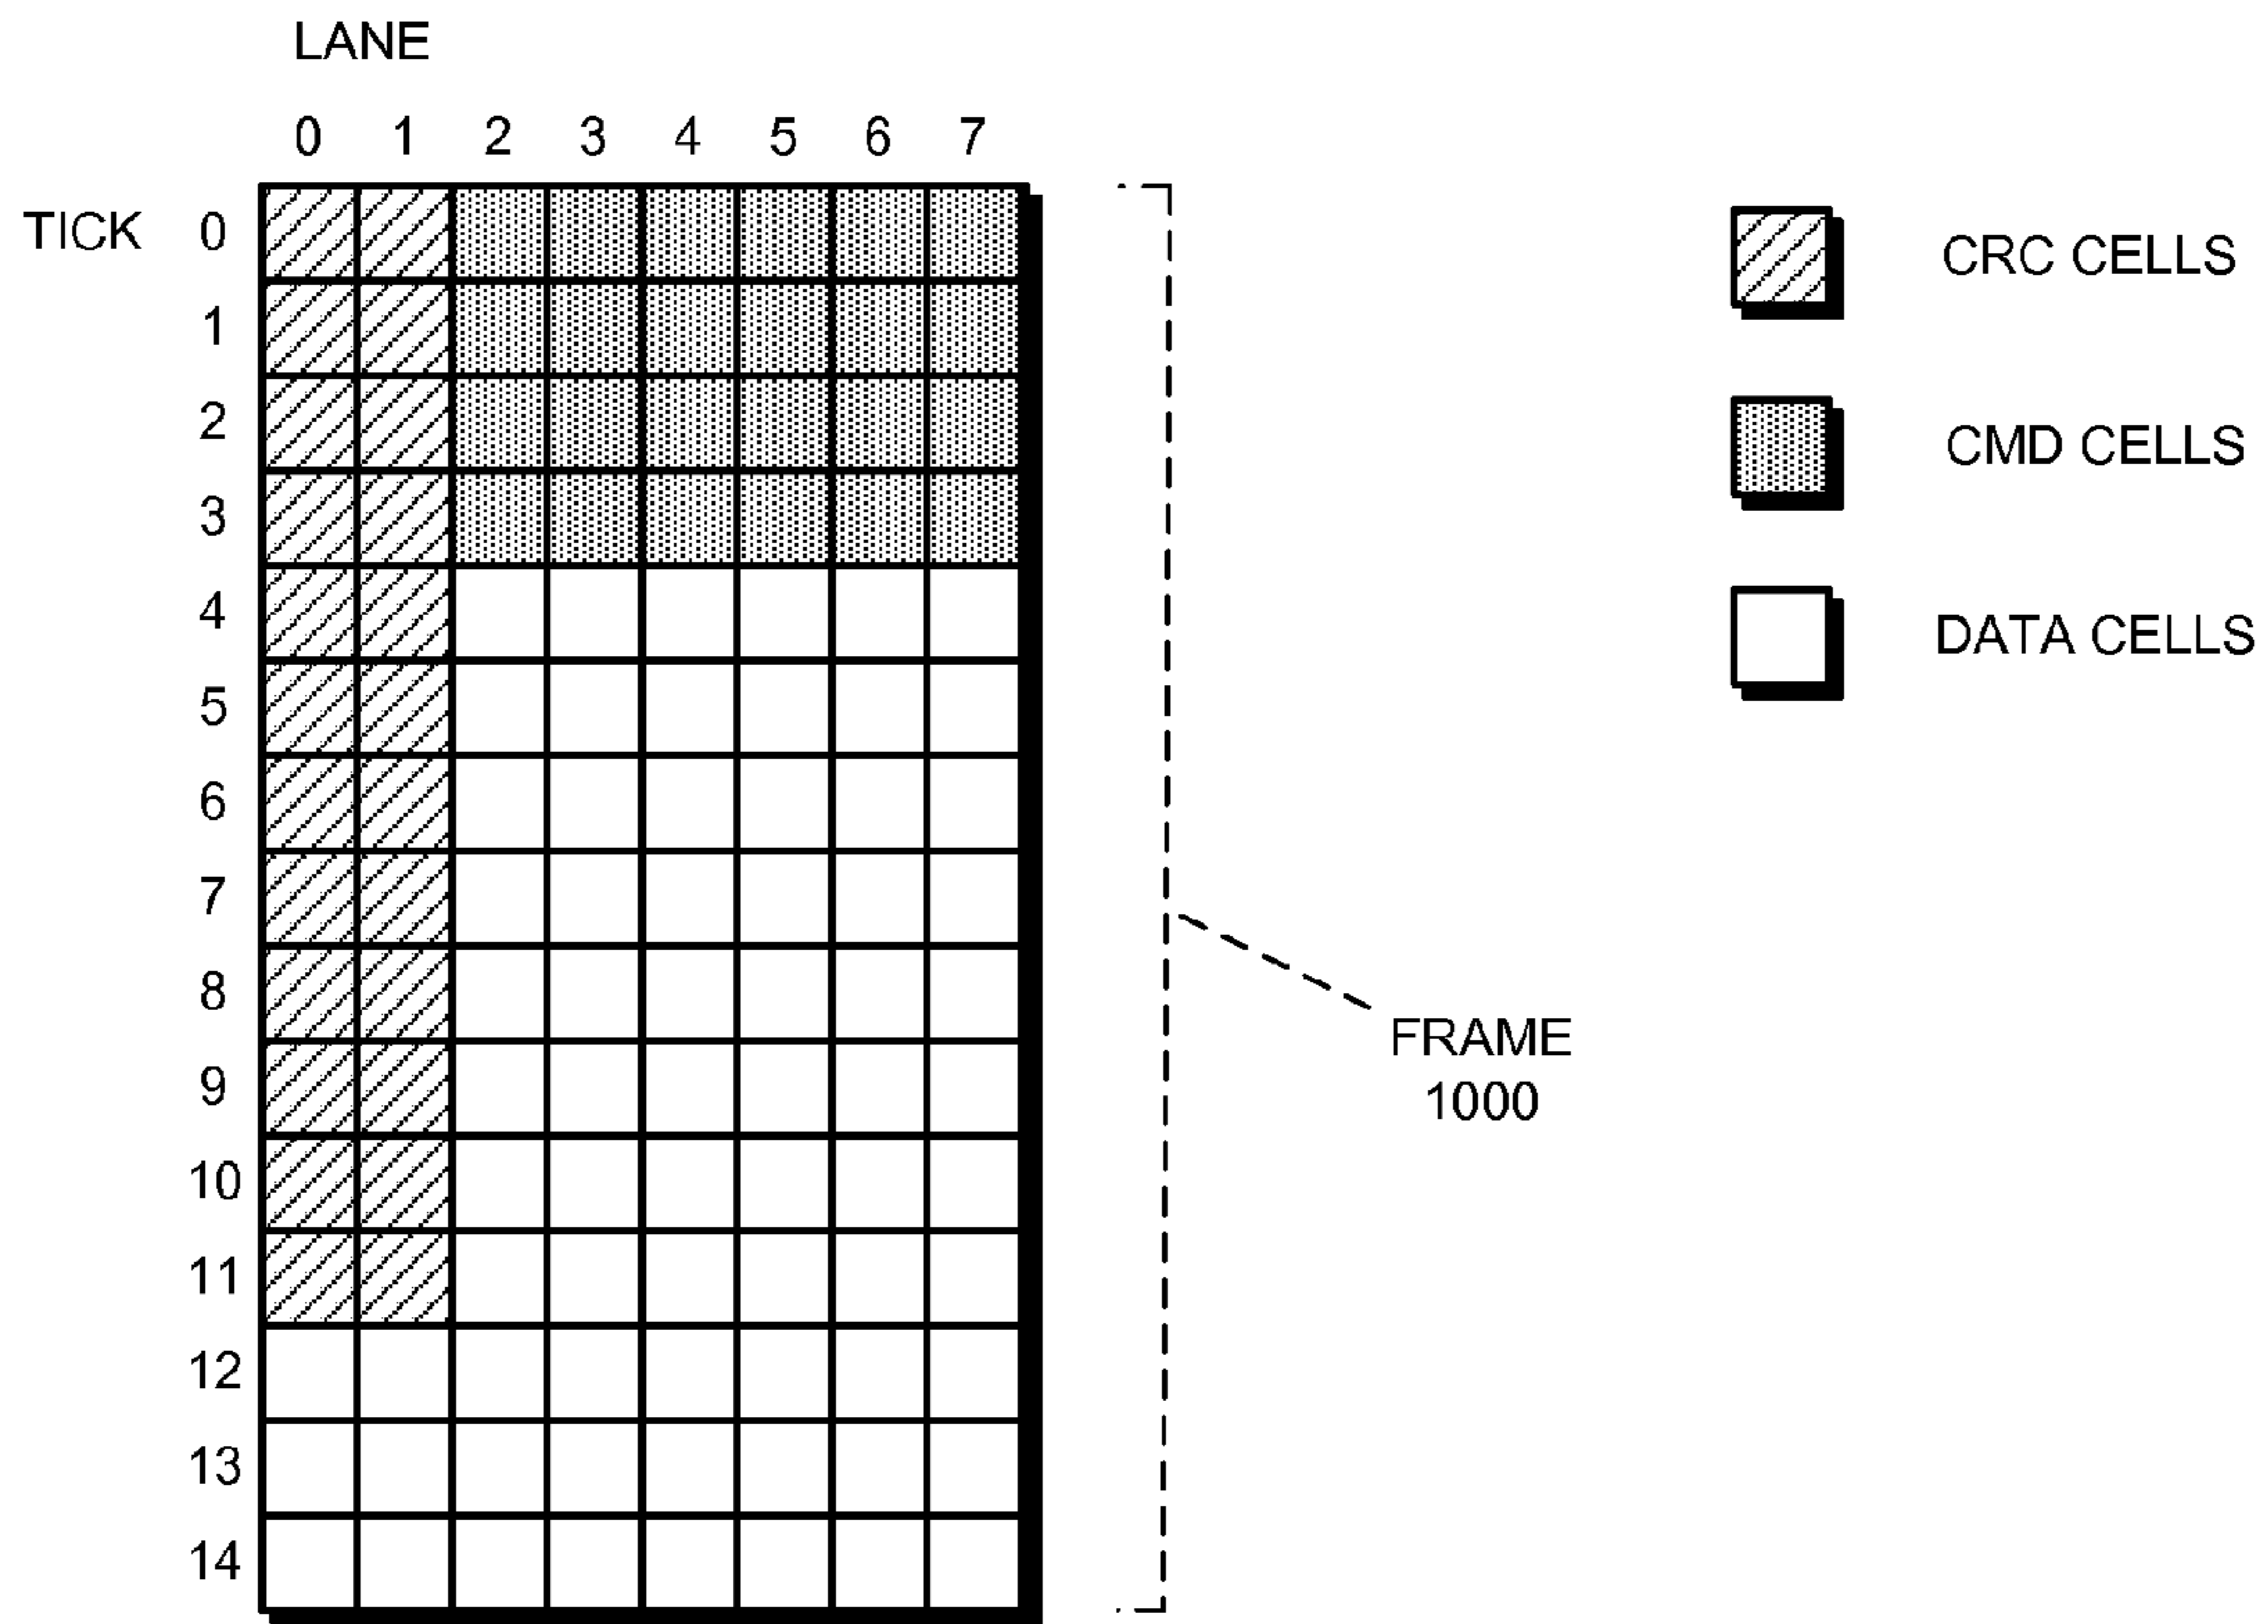 LANE
0 1 2 3 4 5 6 7
TICK 0
1
2
3
4
5
6
7
8
9
10
11
12
13
14
CRC CELLS
CMD CELLS
DATA CELLS
FRAME
1000